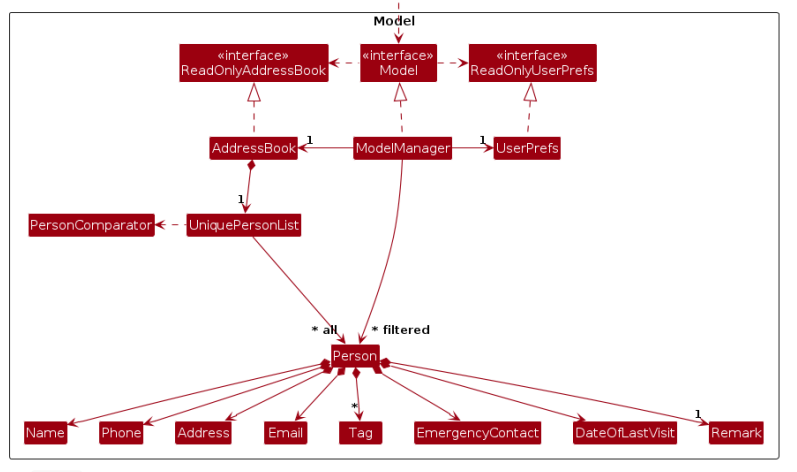 Model
«interface»
ReadOnlyAddressBook
«interface»
Model
«interface»
ReadOnlyUserPrefs
AddressBook
1
ModelManager
1
UserPrefs
1
PersonComparator
UniquePersonList
* all
* filtered
Person
*
1
Name
Phone
Address
Email
Tag
EmergencyContact
DateOfLastVisit
Remark